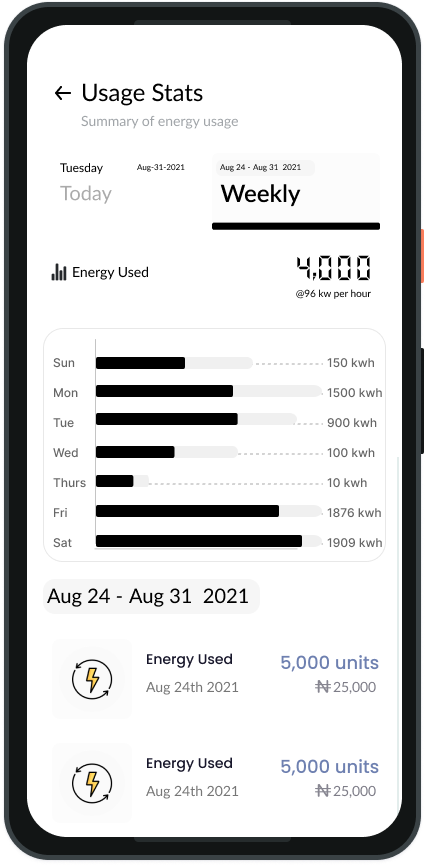 ← Usage Stats
Summary of energy usage
Tuesday Aug-31-2021 Aug 24 - Aug 31 2021
Today Weekly
Energy Used 4,000
@96 kw per hour
Sun 150 kwh
Mon 1500 kwh
Tue 900 kwh
Wed 100 kwh
Thurs 10 kwh
Fri 1876 kwh
Sat 1909 kwh
Aug 24 - Aug 31 2021
Energy Used 5,000 units
Aug 24th 2021 ₦25,000
Energy Used 5,000 units
Aug 24th 2021 ₦25,000